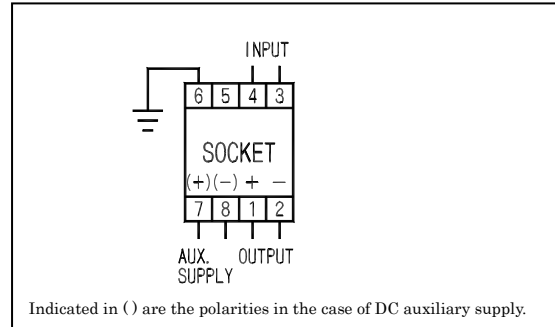 INPUT
6 5 4 3
SOCKET
(+)(−) + −
7 8 1 2
AUX. OUTPUT
SUPPLY
Indicated in ( ) are the polarities in the case of DC auxiliary supply.